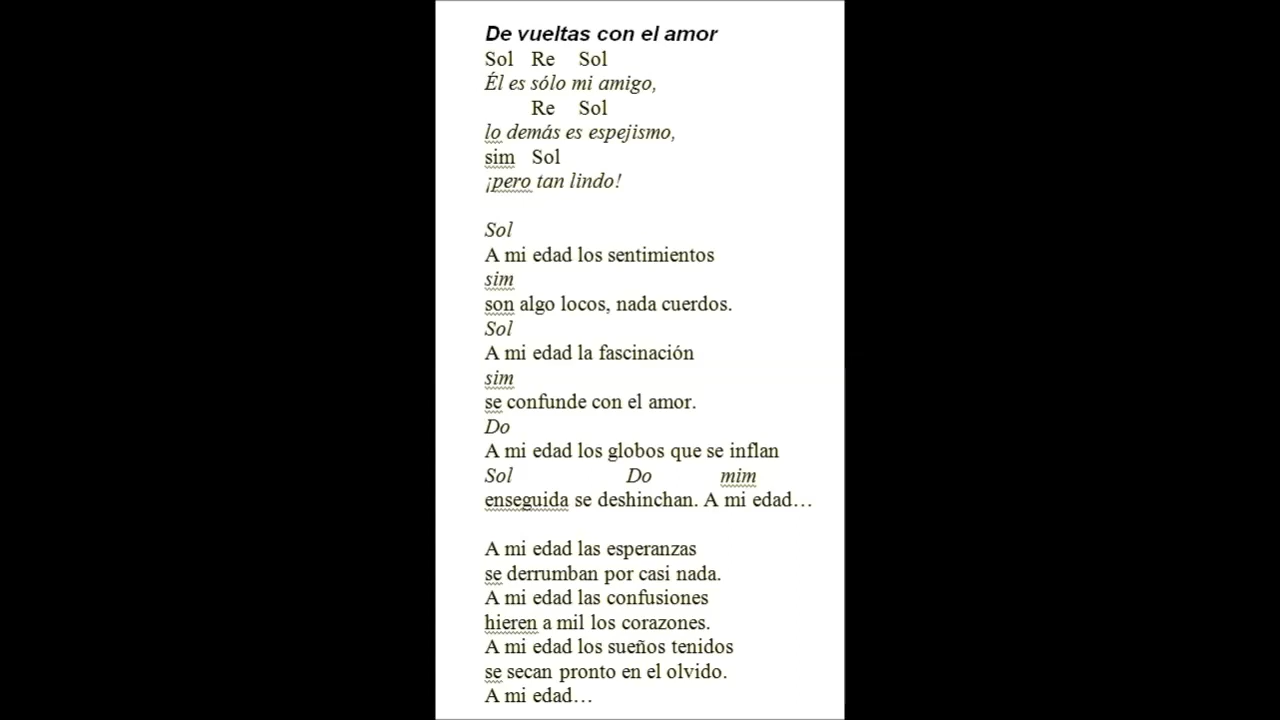 De vueltas con el amor
Sol Re Sol
Él es sólo mi amigo,
Re Sol
lo demás es espejismo,
sim Sol
¡pero tan lindo!
Sol
A mi edad los sentimientos
sim
son algo locos, nada cuerdos.
Sol
A mi edad la fascinación
sim
se confunde con el amor.
Do
A mi edad los globos que se inflan
Sol Do mim
enseguida se deshinchan. A mi edad…
A mi edad las esperanzas
se derrumban por casi nada.
A mi edad las confusiones
hieren a mil los corazones.
A mi edad los sueños tenidos
se secan pronto en el olvido.
A mi edad…